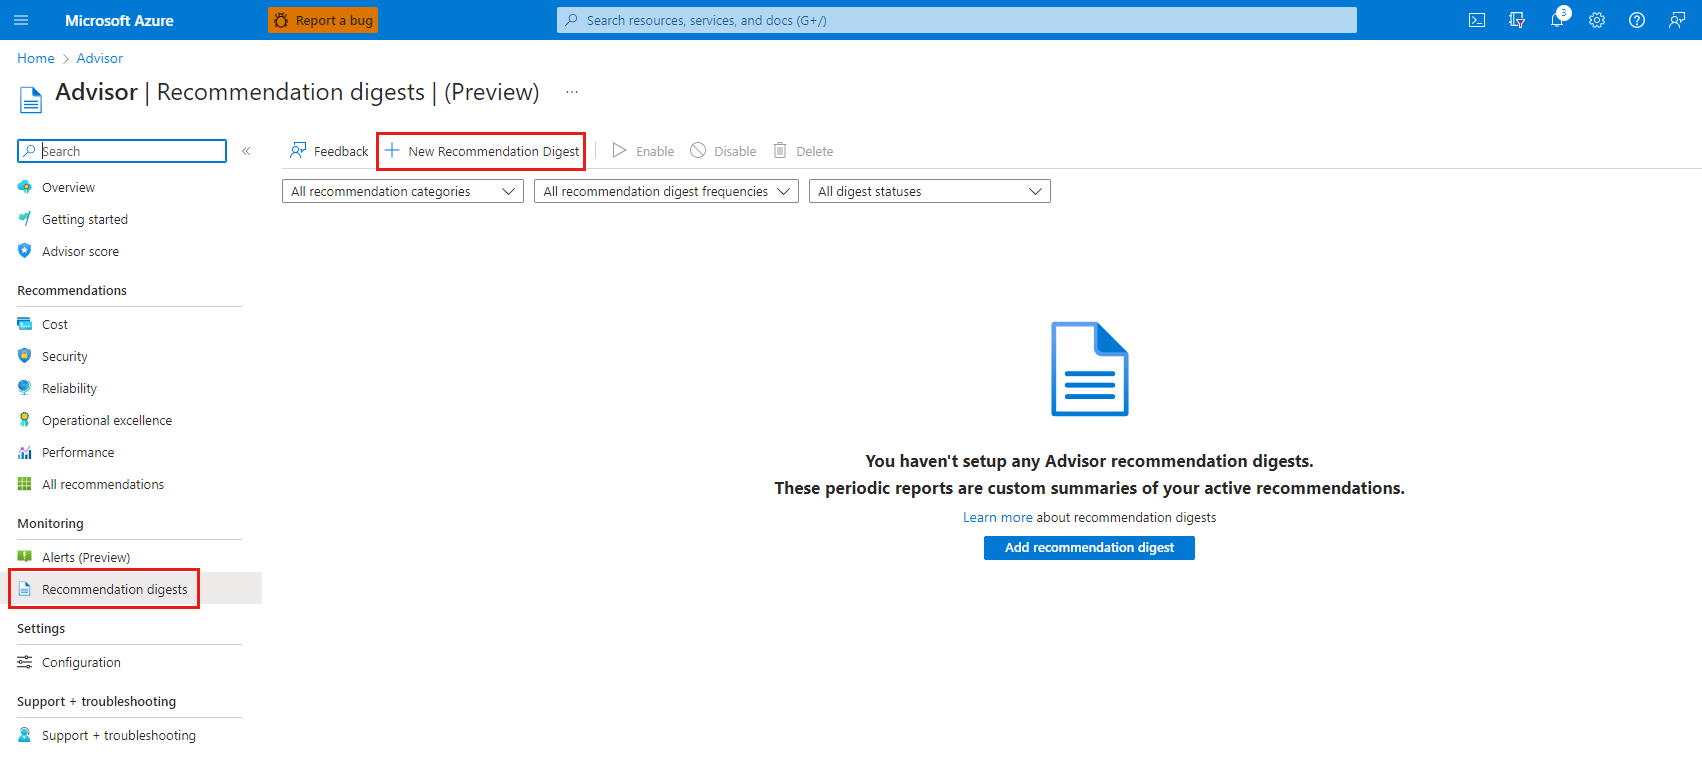 Microsoft Azure
Report a bug
Search resources, services, and docs (G+/)
3
Home > Advisor
Advisor | Recommendation digests | (Preview) ...
Search «
Feedback
New Recommendation Digest
Enable
Disable
Delete
All recommendation categories
All recommendation digest frequencies
All digest statuses
Overview
Getting started
Advisor score
Recommendations
Cost
Security
Reliability
Operational excellence
Performance
All recommendations
Monitoring
Alerts (Preview)
Recommendation digests
Settings
Configuration
Support + troubleshooting
Support + troubleshooting
You haven't setup any Advisor recommendation digests.
These periodic reports are custom summaries of your active recommendations.
Learn more about recommendation digests
Add recommendation digest